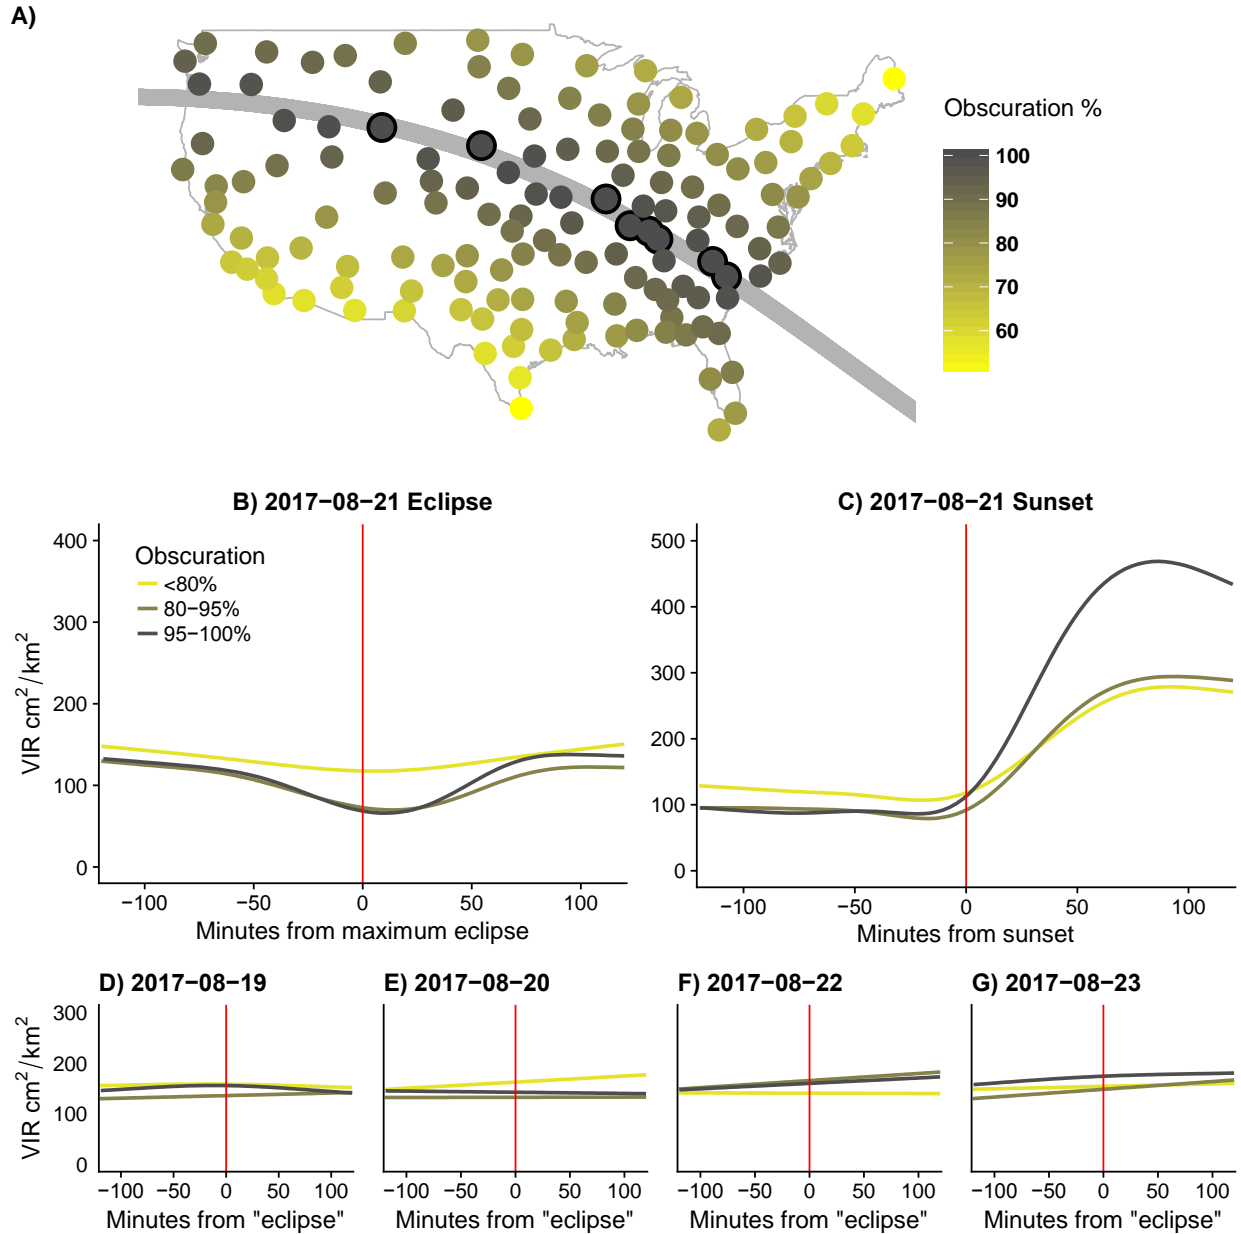 A)
Obscuration %
100
90
80
70
60
B) 2017−08−21 Eclipse
C) 2017−08−21 Sunset
VIR cm²/km²
400
300
200
100
0
Obscuration
<80%
80−95%
95−100%
−100 −50 0 50 100
Minutes from maximum eclipse
500
400
300
200
100
0
−100 −50 0 50 100
Minutes from sunset
D) 2017−08−19
E) 2017−08−20
F) 2017−08−22
G) 2017−08−23
VIR cm²/km²
300
200
100
0
−100 −50 0 50 100
−100 −50 0 50 100
−100 −50 0 50 100
−100 −50 0 50 100
Minutes from "eclipse"
Minutes from "eclipse"
Minutes from "eclipse"
Minutes from "eclipse"